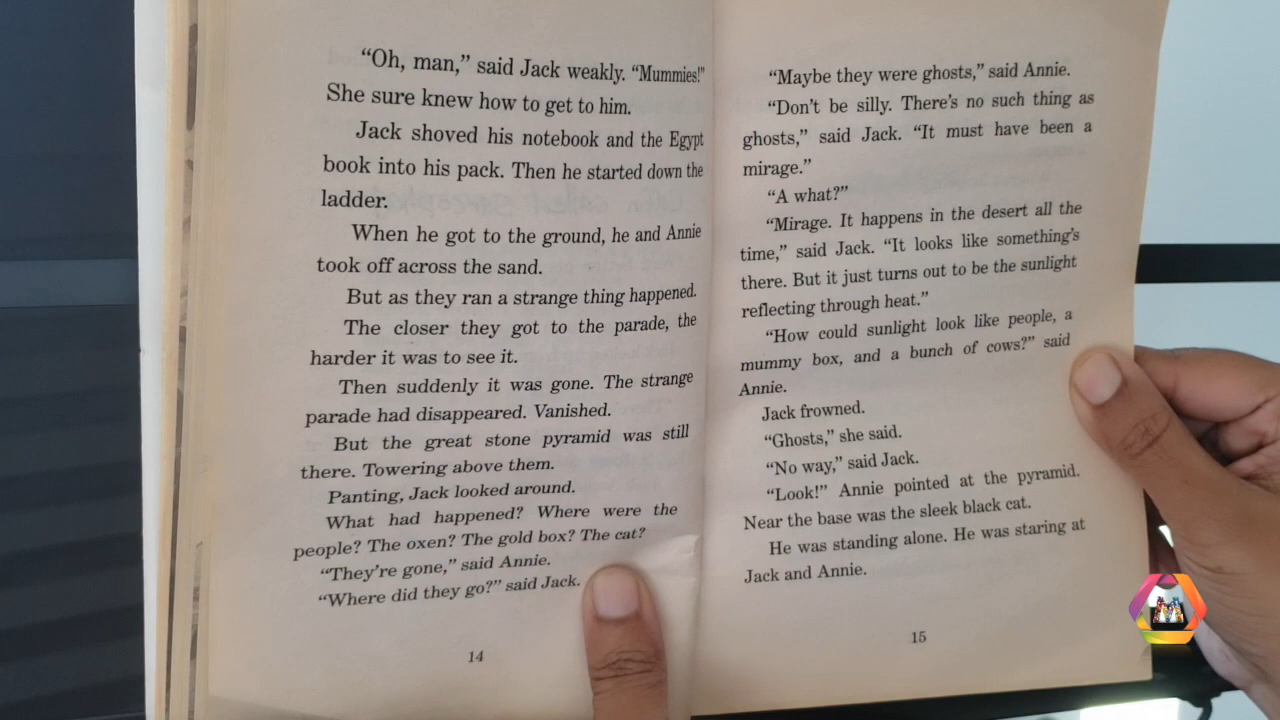 "Oh, man," said Jack weakly. "Mummies!"
She sure knew how to get to him.
Jack shoved his notebook and the Egypt
book into his pack. Then he started down the
ladder.
When he got to the ground, he and Annie
took off across the sand.
But as they ran a strange thing happened.
The closer they got to the parade, the
harder it was to see it.
Then suddenly it was gone. The strange
parade had disappeared. Vanished.
But the great stone pyramid was still
there. Towering above them.
Panting, Jack looked around.
What had happened? Where were the
people? The oxen? The gold box? The cat?
"They're gone," said Annie.
"Where did they go?" said Jack.
14
"Maybe they were ghosts," said Annie.
"Don't be silly. There's no such thing as
ghosts," said Jack. "It must have been a
mirage."
"A what?"
"Mirage. It happens in the desert all the
time," said Jack. "It looks like something's
there. But it just turns out to be the sunlight
reflecting through heat."
"How could sunlight look like people, a
mummy box, and a bunch of cows?" said
Annie.
Jack frowned.
"Ghosts," she said.
"No way," said Jack.
"Look!" Annie pointed at the pyramid.
Near the base was the sleek black cat.
He was standing alone. He was staring at
Jack and Annie.
15